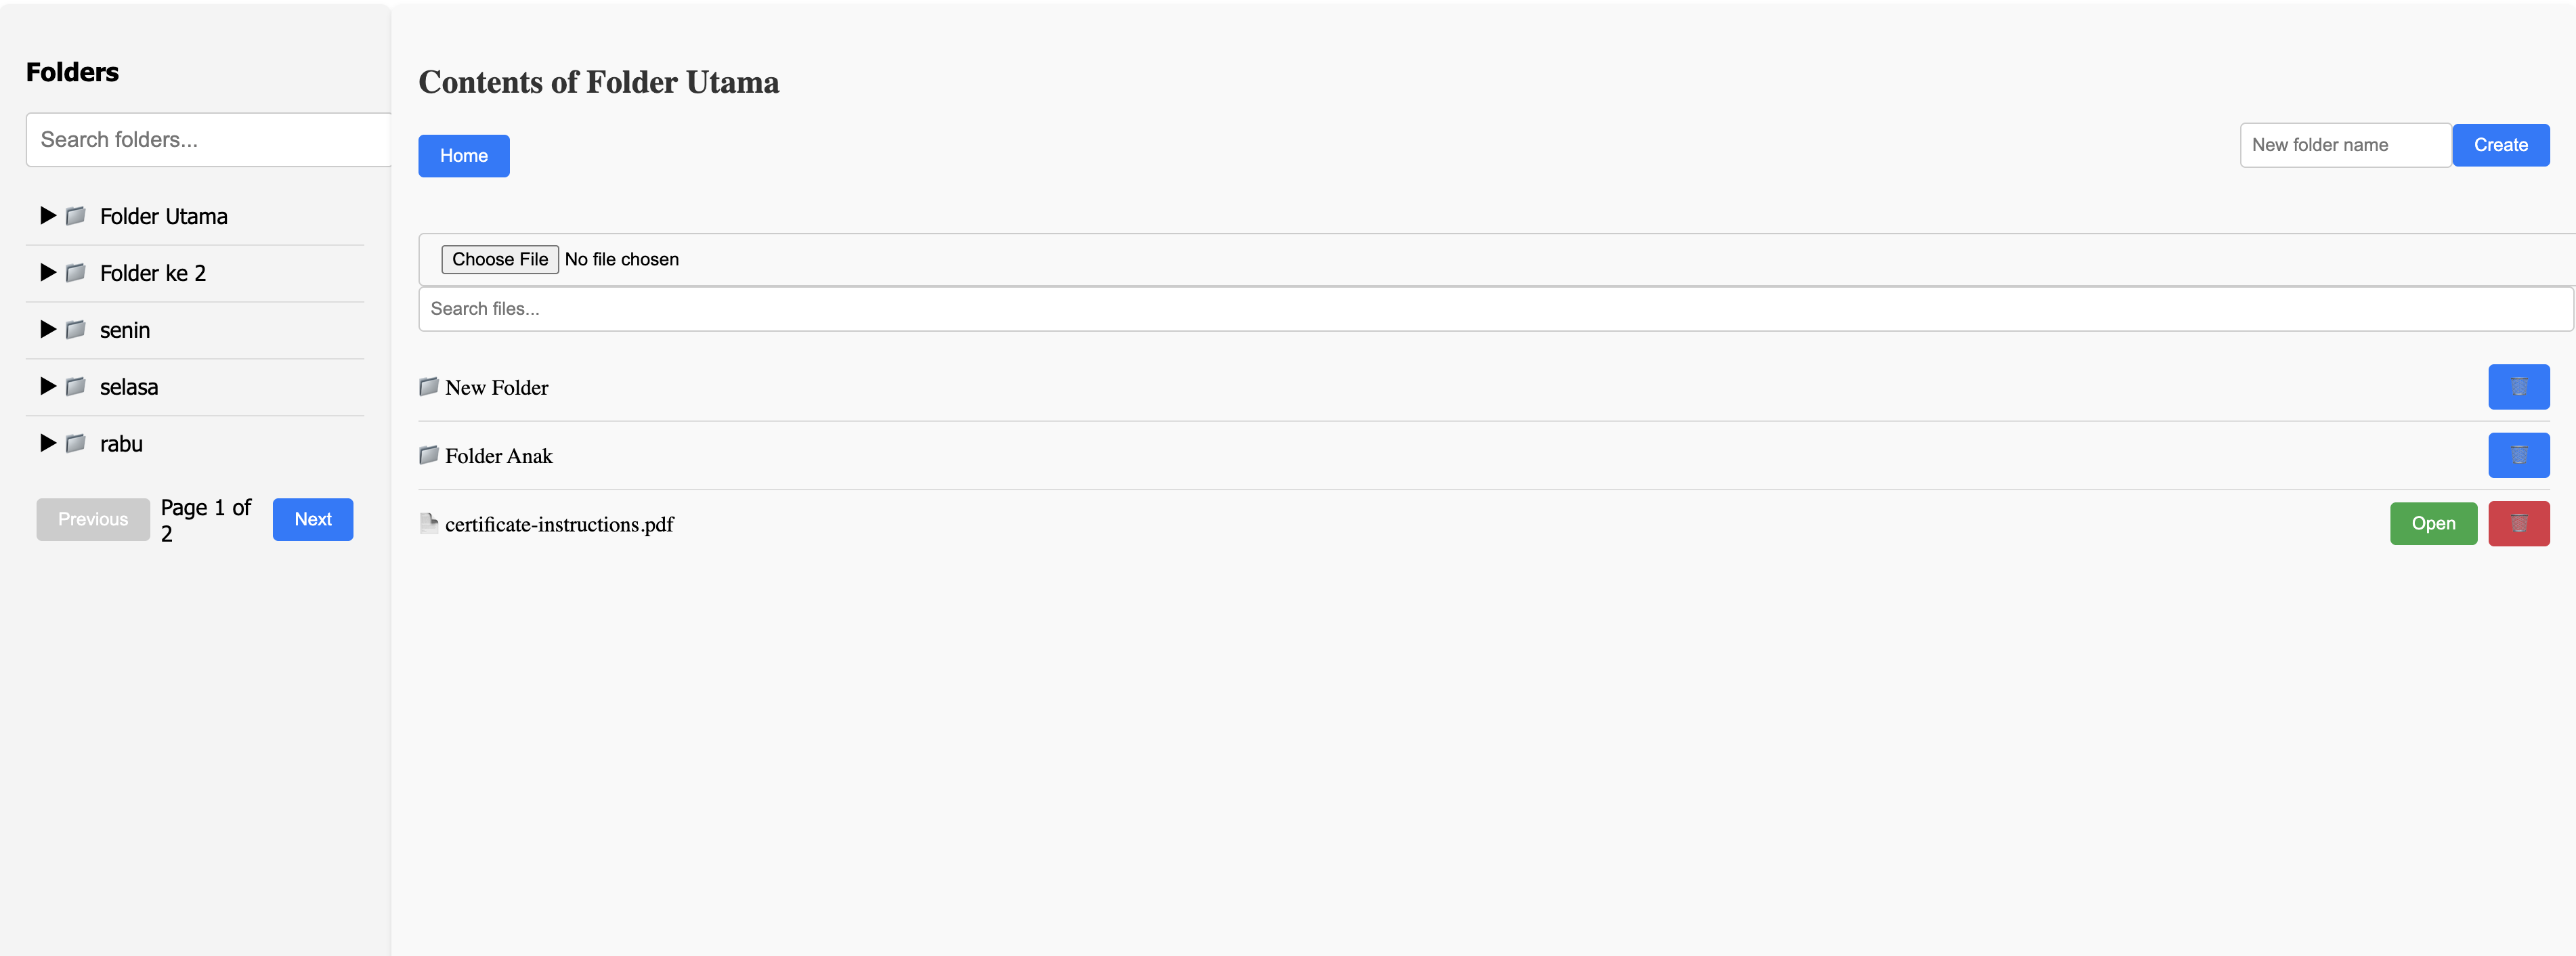 Folders
Search folders...
Folder Utama
Folder ke 2
senin
selasa
rabu
Previous
Page 1 of
2
Next
Contents of Folder Utama
Home
New folder name
Create
Choose File No file chosen
Search files...
New Folder
Folder Anak
certificate-instructions.pdf
Open